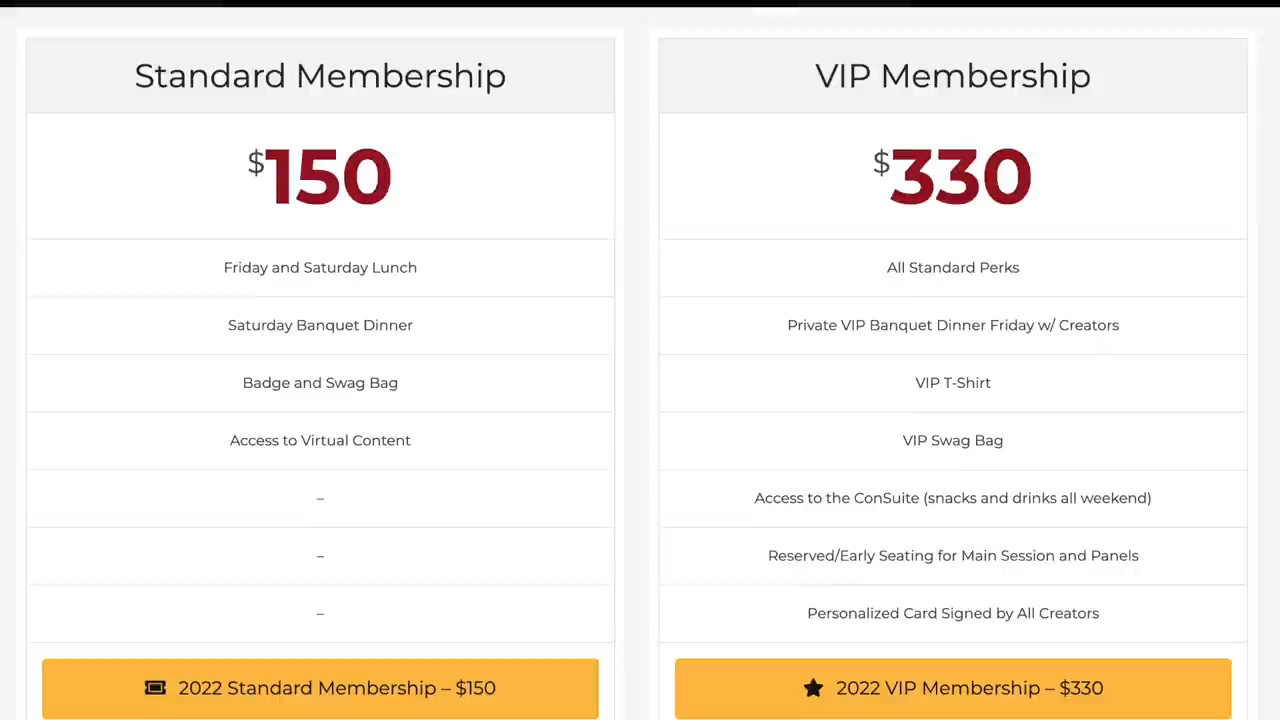 Standard Membership
$150
Friday and Saturday Lunch
Saturday Banquet Dinner
Badge and Swag Bag
Access to Virtual Content
–
–
–
2022 Standard Membership – $150
VIP Membership
$330
All Standard Perks
Private VIP Banquet Dinner Friday w/ Creators
VIP T-Shirt
VIP Swag Bag
Access to the ConSuite (snacks and drinks all weekend)
Reserved/Early Seating for Main Session and Panels
Personalized Card Signed by All Creators
2022 VIP Membership – $330